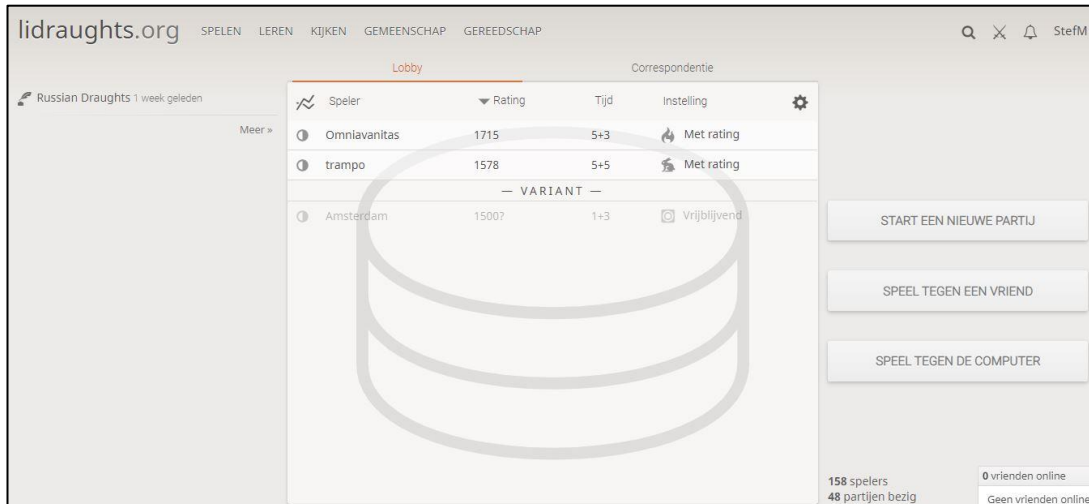 lidraughts.org SPELEN LEREN KIJKEN GEMEENSCHAP GEREEDSCHAP StefM
Lobby Correspondentie
Russian Draughts 1 week geleden
Meer »
Speler Rating Tijd Instelling
Omniavanitas 1715 5+3 Met rating
trampo 1578 5+5 Met rating
— VARIANT —
Amsterdam 1500? 1+3 Vrijblijvend
START EEN NIEUWE PARTIJ
SPEEL TEGEN EEN VRIEND
SPEEL TEGEN DE COMPUTER
158 spelers
48 partijen bezig
0 vrienden online
Geen vrienden online